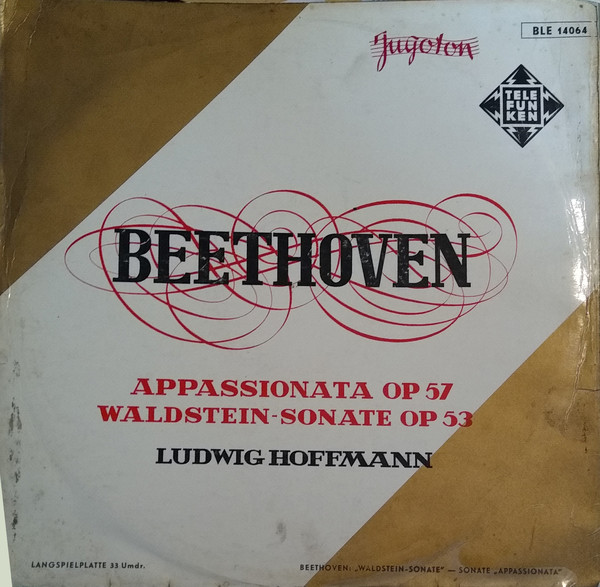 Jugoton
BLE 14064
TELE
FUN
KEN
BEETHOVEN
APPASSIONATA OP 57
WALDSTEIN-SONATE OP 53
LUDWIG HOFFMANN
LANGSPIELPLATTE 33 Umdr.
BEETHOVEN: „WALDSTEIN-SONATE" — SONATE „APPASSIONATA"